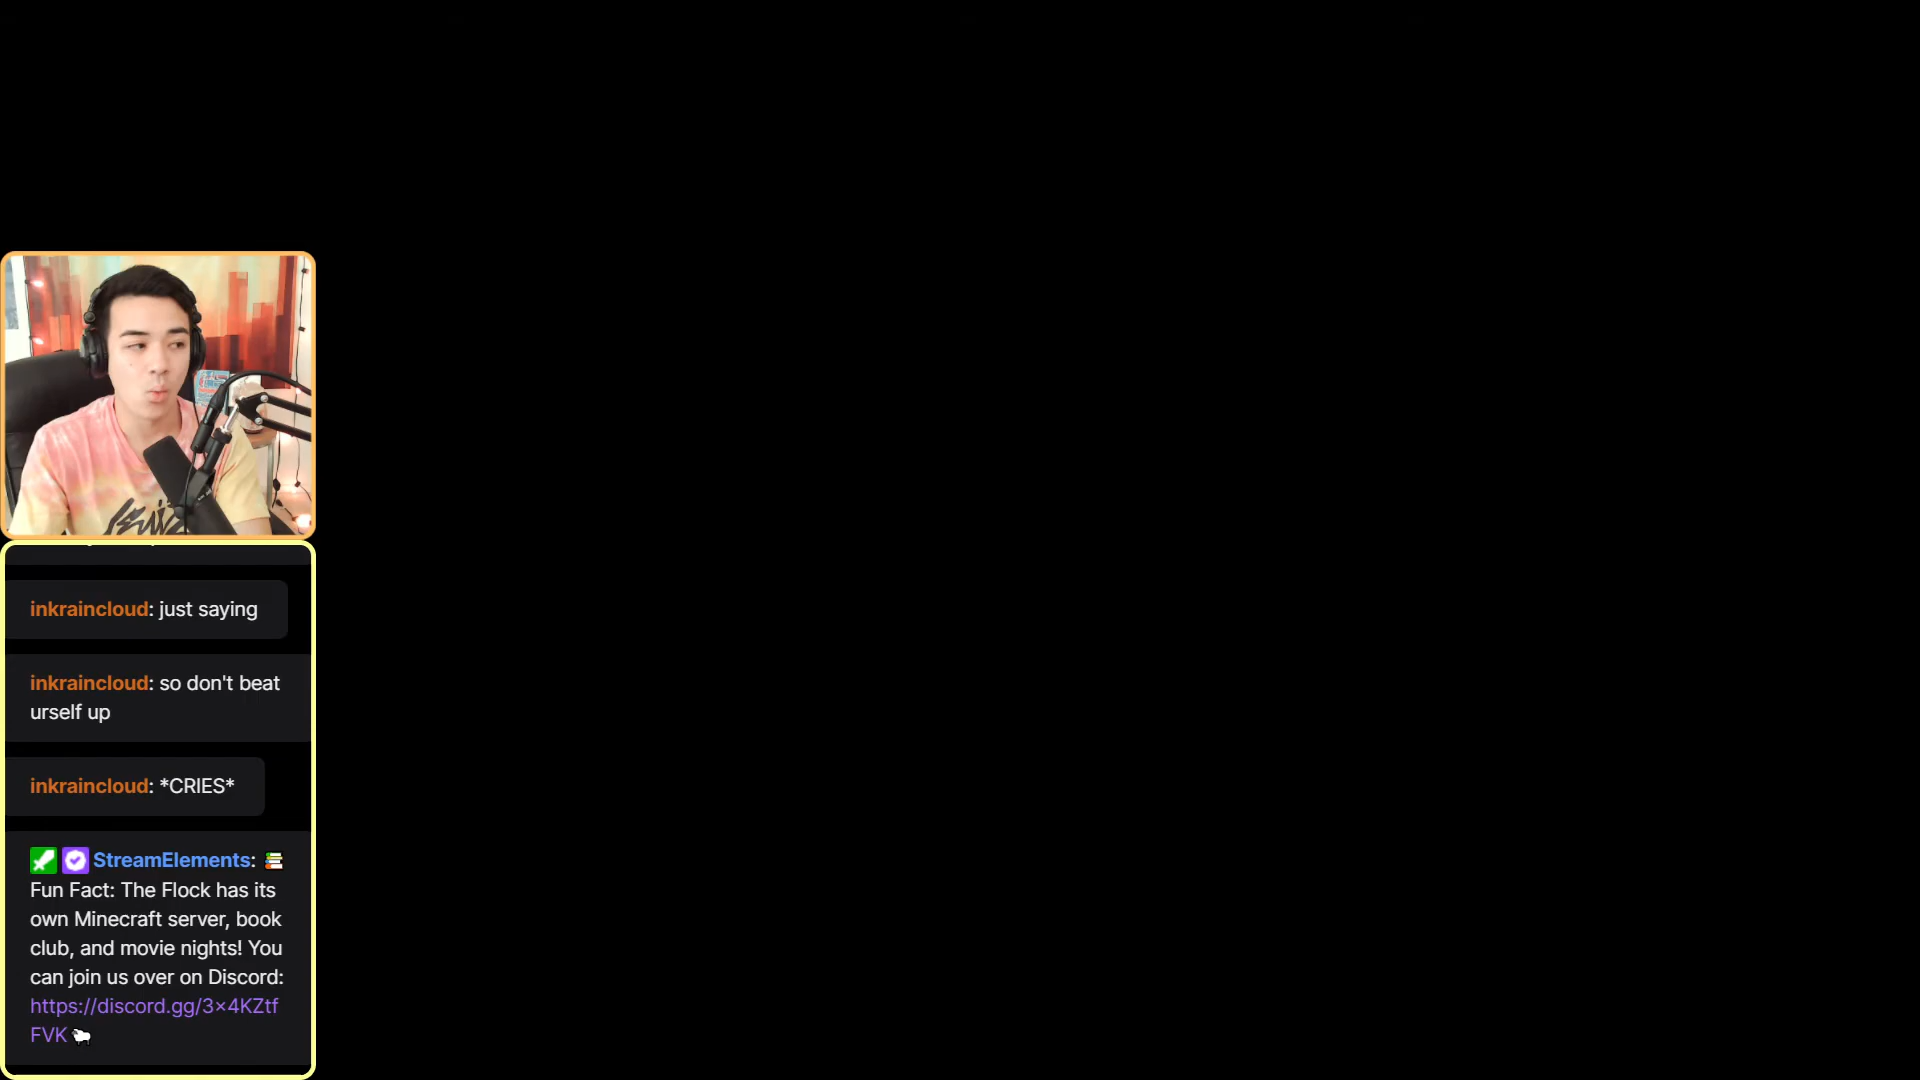 inkraincloud: just saying
inkraincloud: so don't beat
urself up
inkraincloud: *CRIES*
StreamElements: 📚
Fun Fact: The Flock has its
own Minecraft server, book
club, and movie nights! You
can join us over on Discord:
https://discord.gg/3x4KZtf
FVK 🐑